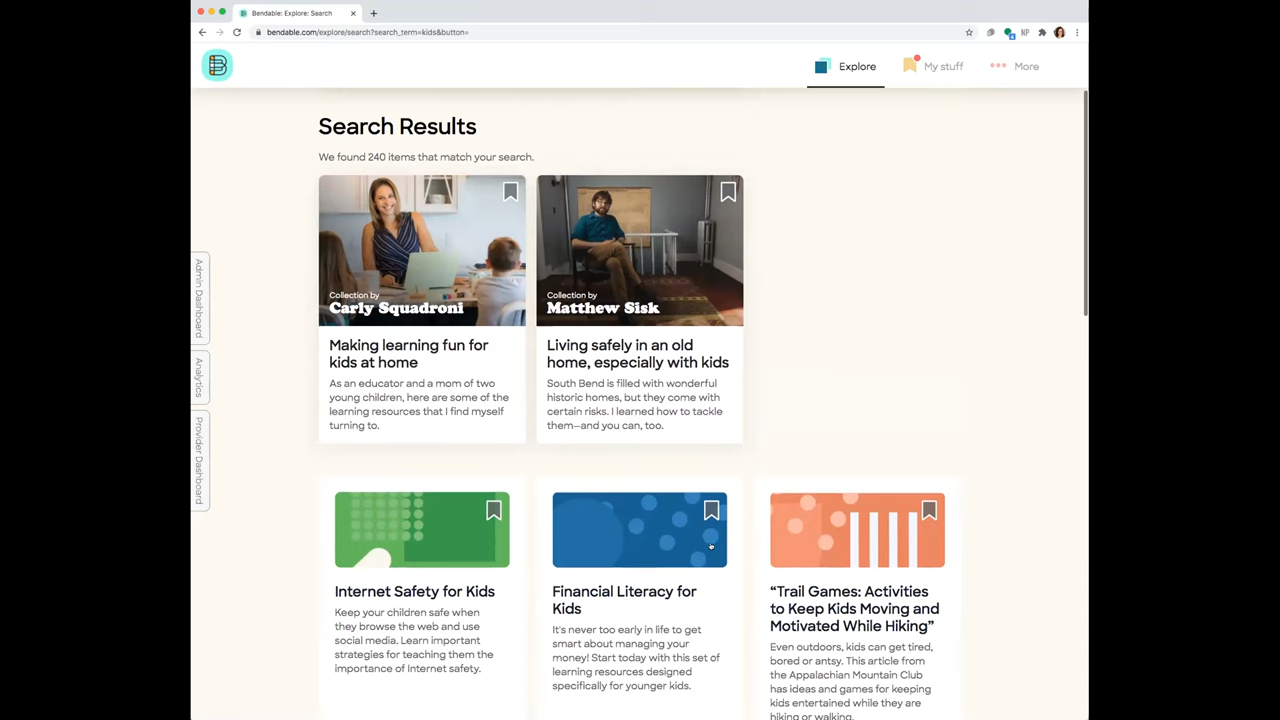 Bendable: Explore: Search
bendable.com/explore/search?search_term=kids&button=
NP
B
Explore
My stuff
More
Search Results
We found 240 items that match your search.
Admin Dashboard
Analytics
Provider Dashboard
Collection by
Carly Squadroni
Making learning fun for
kids at home
As an educator and a mom of two
young children, here are some of the
learning resources that I find myself
turning to.
Collection by
Matthew Sisk
Living safely in an old
home, especially with kids
South Bend is filled with wonderful
historic homes, but they come with
certain risks. I learned how to tackle
them—and you can, too.
Internet Safety for Kids
Keep your children safe when
they browse the web and use
social media. Learn important
strategies for teaching them the
importance of Internet safety.
Financial Literacy for
Kids
It's never too early in life to get
smart about managing your
money! Start today with this set of
learning resources designed
specifically for younger kids.
“Trail Games: Activities
to Keep Kids Moving and
Motivated While Hiking”
Even outdoors, kids can get tired,
bored or antsy. This article from
the Appalachian Mountain Club
has ideas and games for keeping
kids entertained while they are
hiking or walking.